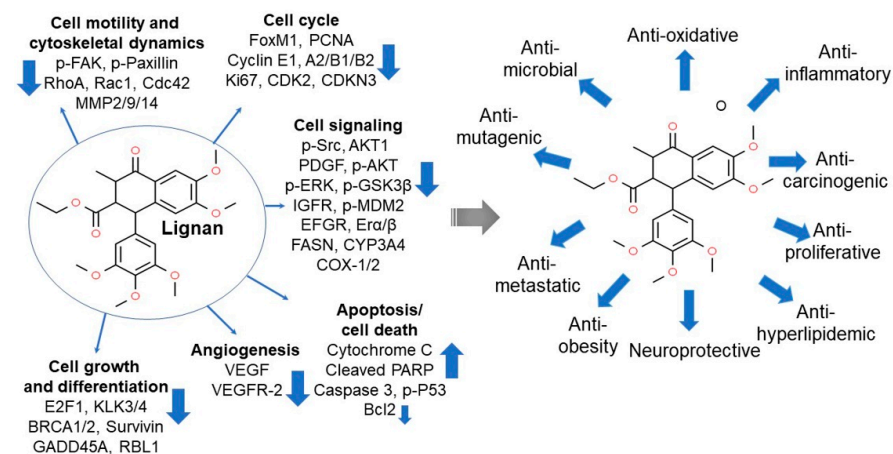 Cell motility and
cytoskeletal dynamics
p-FAK, p-Paxillin
RhoA, Rac1, Cdc42
MMP2/9/14
Cell cycle
FoxM1, PCNA
Cyclin E1, A2/B1/B2
Ki67, CDK2, CDKN3
Cell signaling
p-Src, AKT1
PDGF, p-AKT
p-ERK, p-GSK3β
IGFR, p-MDM2
EFGR, Erα/β
FASN, CYP3A4
COX-1/2
O
O
O
O
O
Lignan
O
O
O
Apoptosis/
cell death
Cytochrome C
Cleaved PARP
Caspase 3, p-P53
Bcl2
Angiogenesis
VEGF
VEGFR-2
Cell growth
and differentiation
E2F1, KLK3/4
BRCA1/2, Survivin
GADD45A, RBL1
Anti-oxidative
Anti-
microbial
Anti-
inflammatory
Anti-
mutagenic
Anti-
carcinogenic
Anti-
proliferative
Anti-
metastatic
Anti-
hyperlipidemic
Anti-
obesity
Neuroprotective
O
O
O
O
O
O
O
O
O